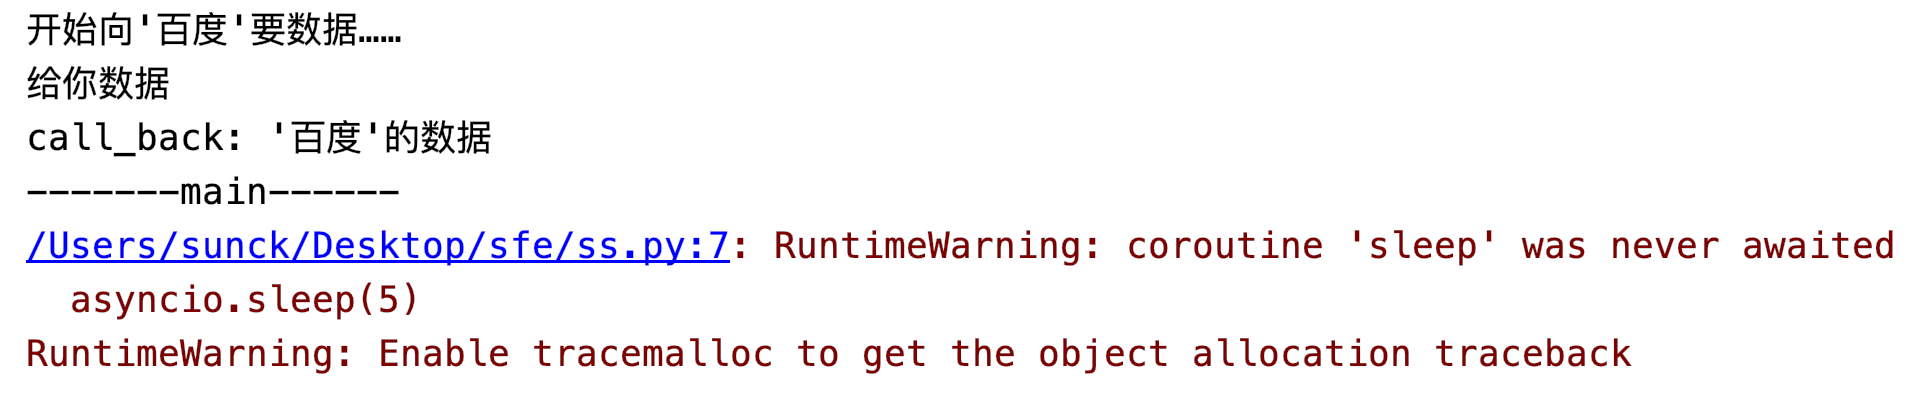 开始向'百度'要数据……
给你数据
call_back: '百度'的数据
-------main------
/Users/sunck/Desktop/sfe/ss.py:7: RuntimeWarning: coroutine 'sleep' was never awaited
  asyncio.sleep(5)
RuntimeWarning: Enable tracemalloc to get the object allocation traceback